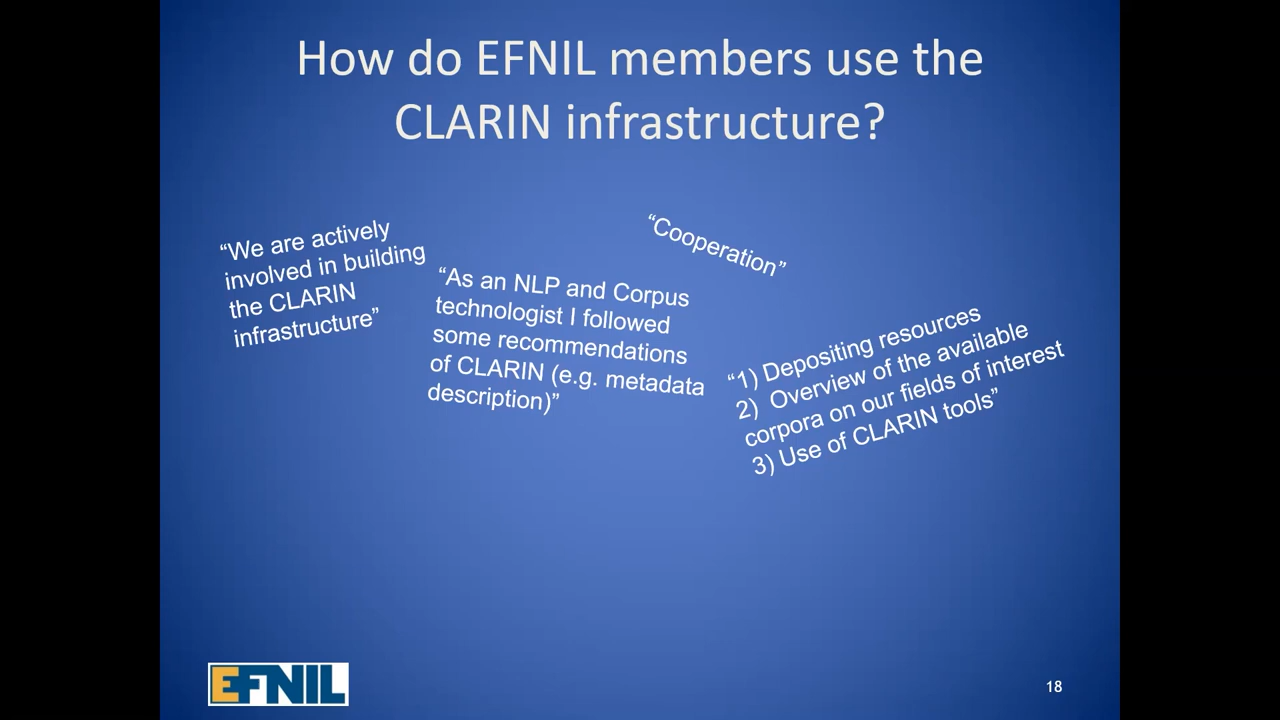 How do EFNIL members use the
CLARIN infrastructure?
“We are actively
involved in building
the CLARIN
infrastructure”
“As an NLP and Corpus
technologist I followed
some recommendations
of CLARIN (e.g. metadata
description)”
“Cooperation”
“1) Depositing resources
2) Overview of the available
corpora on our fields of interest
3) Use of CLARIN tools”
EFNIL
18